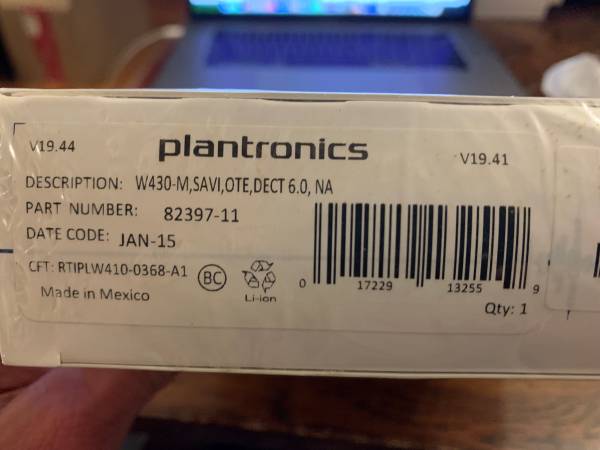 V19.44
plantronics
V19.41
DESCRIPTION: W430-M,SAVI,OTE,DECT 6.0, NA
PART NUMBER: 82397-11
DATE CODE: JAN-15
CFT: RTIPLW410-0368-A1
BC
Li-ion
Made in Mexico
0 17229 13255 9
Qty: 1